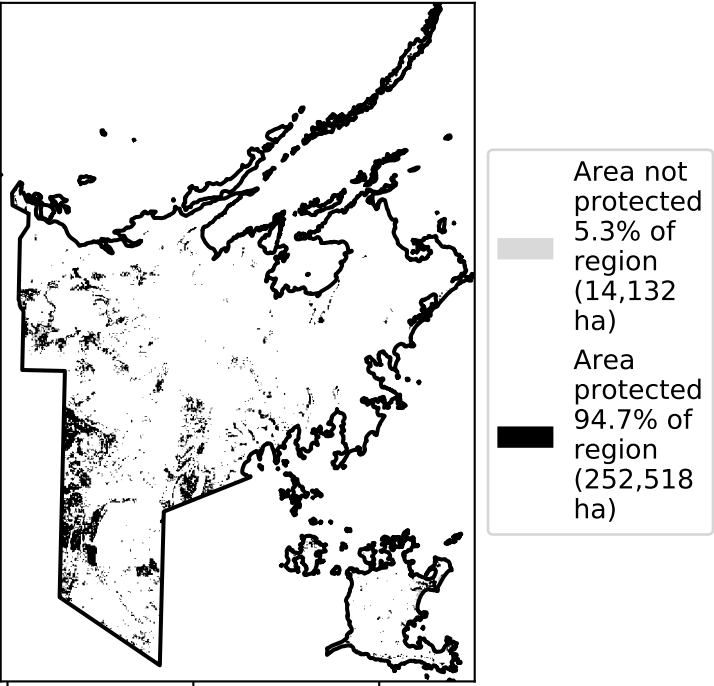 Area not
protected
5.3% of
region
(14,132
ha)
Area
protected
94.7% of
region
(252,518
ha)